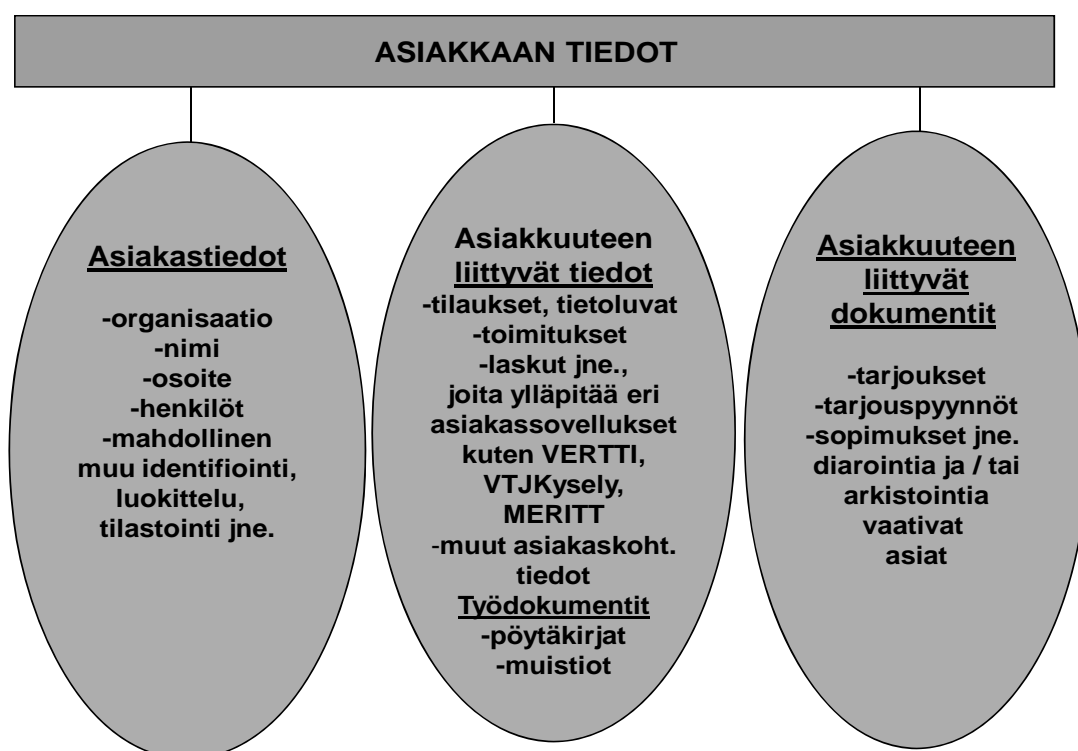 ASIAKKAAN TIEDOT
Asiakastiedot
-organisaatio
-nimi
-osoite
-henkilöt
-mahdollinen
muu identifiointi,
luokittelu,
tilastointi jne.
Asiakkuuteen
liittyvät tiedot
-tilaukset, tietoluvat
-toimitukset
-laskut jne.,
joita ylläpitää eri
asiakassovellukset
kuten VERTTI,
VTJKysely,
MERITT
-muut asiakaskoht.
tiedot
Työdokumentit
-pöytäkirjat
-muistiot
Asiakkuuteen
liittyvät
dokumentit
-tarjoukset
-tarjouspyynnöt
-sopimukset jne.
diarointia ja / tai
arkistointia
vaativat
asiat